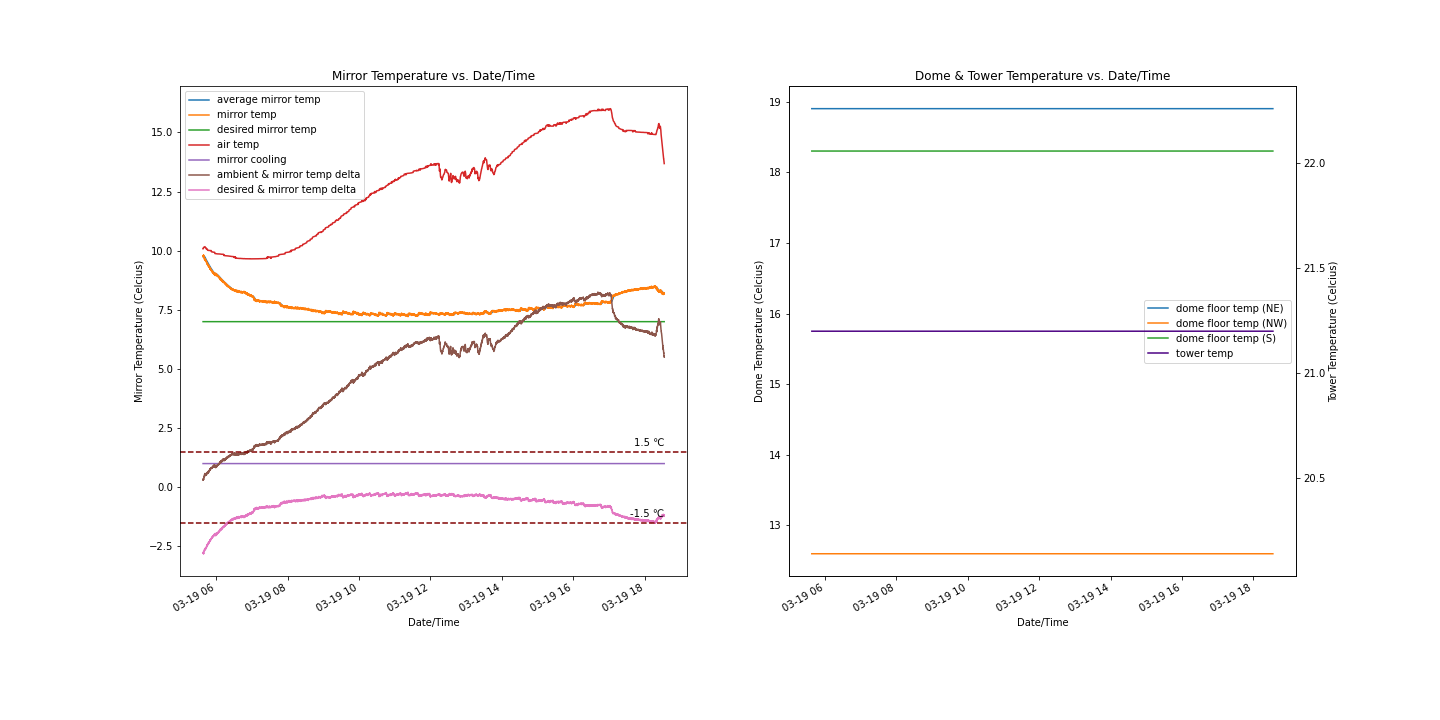 Mirror Temperature vs. Date/Time
average mirror temp
mirror temp
desired mirror temp
air temp
mirror cooling
ambient & mirror temp delta
desired & mirror temp delta
15.0
12.5
10.0
7.5
5.0
2.5
0.0
−2.5
Mirror Temperature (Celcius)
1.5 °C
-1.5 °C
03-19 06
03-19 08
03-19 10
03-19 12
03-19 14
03-19 16
03-19 18
Date/Time
Dome & Tower Temperature vs. Date/Time
19
18
17
16
15
14
13
Dome Temperature (Celcius)
dome floor temp (NE)
dome floor temp (NW)
dome floor temp (S)
tower temp
22.0
21.5
21.0
20.5
Tower Temperature (Celcius)
03-19 06
03-19 08
03-19 10
03-19 12
03-19 14
03-19 16
03-19 18
Date/Time